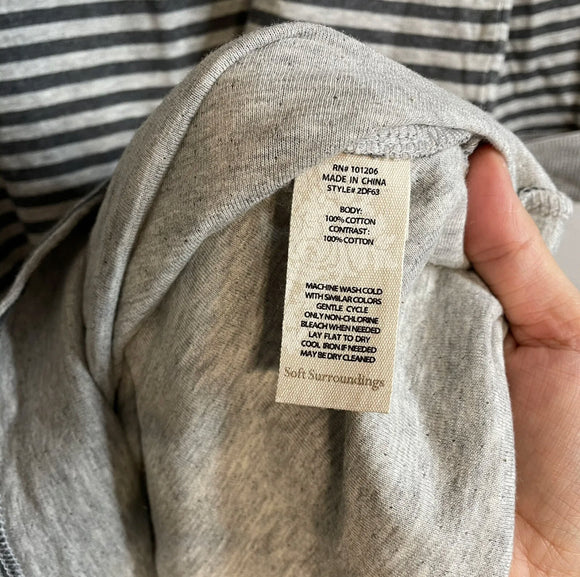 RN# 101206
MADE IN CHINA
STYLE# 2DF63
BODY:
100% COTTON
CONTRAST:
100% COTTON
MACHINE WASH COLD
WITH SIMILAR COLORS
GENTLE CYCLE
ONLY NON-CHLORINE
BLEACH WHEN NEEDED
LAY FLAT TO DRY
COOL IRON IF NEEDED
MAY BE DRY CLEANED
Soft Surroundings